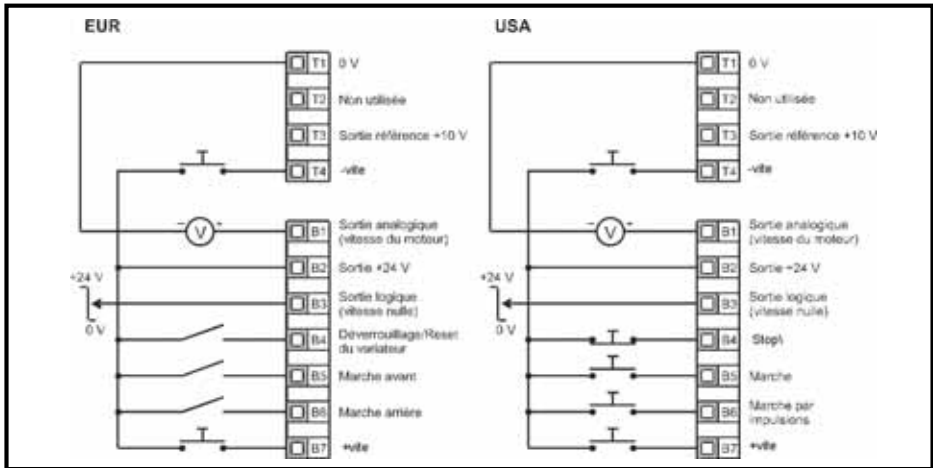 EUR
T1 0 V
T2 Non utilisée
T3 Sortie référence +10 V
T4 -vite
- V +
B1 Sortie analogique
(vitesse du moteur)
B2 Sortie +24 V
+24 V
0 V
B3 Sortie logique
(vitesse nulle)
B4 Déverrouillage/Reset
du variateur
B5 Marche avant
B6 Marche arrière
B7 +vite
USA
T1 0 V
T2 Non utilisée
T3 Sortie référence +10 V
T4 -vite
- V +
B1 Sortie analogique
(vitesse du moteur)
B2 Sortie +24 V
+24 V
0 V
B3 Sortie logique
(vitesse nulle)
B4 Stop\
B5 Marche
B6 Marche par
impulsions
B7 +vite